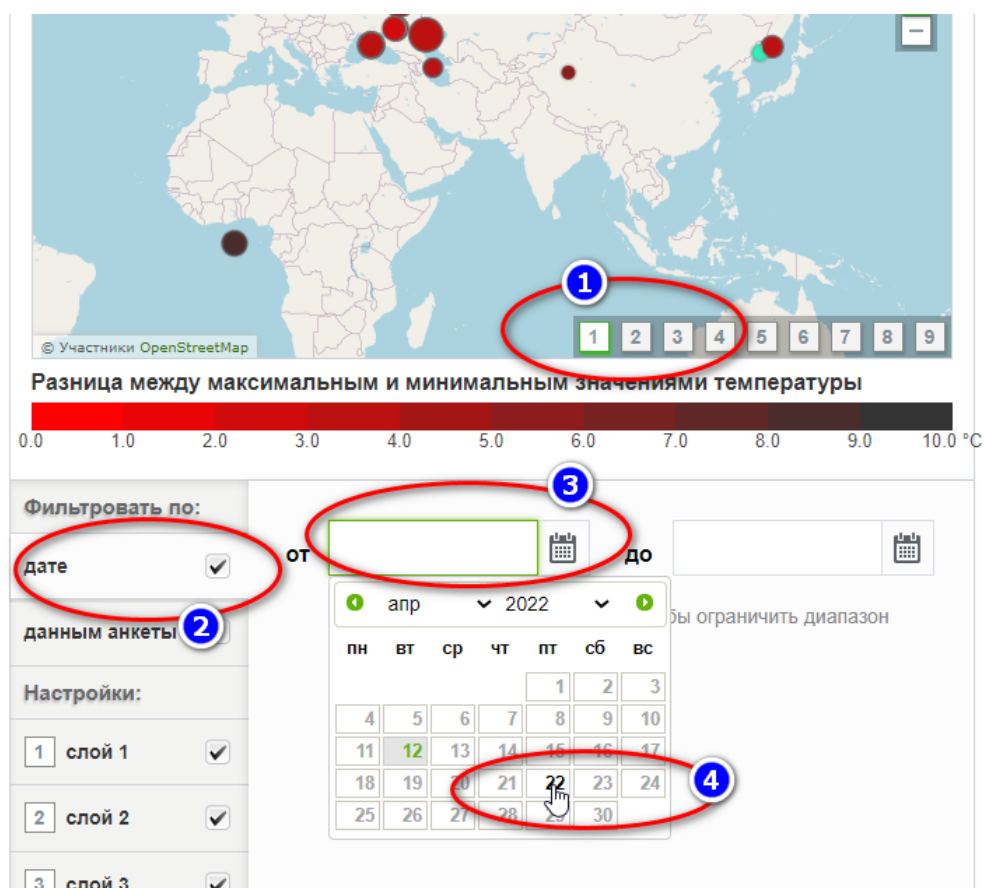 −
1
1 2 3 4 5 6 7 8 9
© Участники OpenStreetMap
Разница между максимальным и минимальным значениями температуры
0.0 1.0 2.0 3.0 4.0 5.0 6.0 7.0 8.0 9.0 10.0 °C
3
Фильтровать по:
дате
от
до
2
данным анкеты
апр 2022
бы ограничить диапазон
пн вт ср чт пт сб вс
Настройки:
1 2 3
4 5 6 7 8 9 10
1 слой 1
11 12 13 14 15 16 17
18 19 20 21 22 23 24
4
2 слой 2
25 26 27 28 29 30
3 слой 3